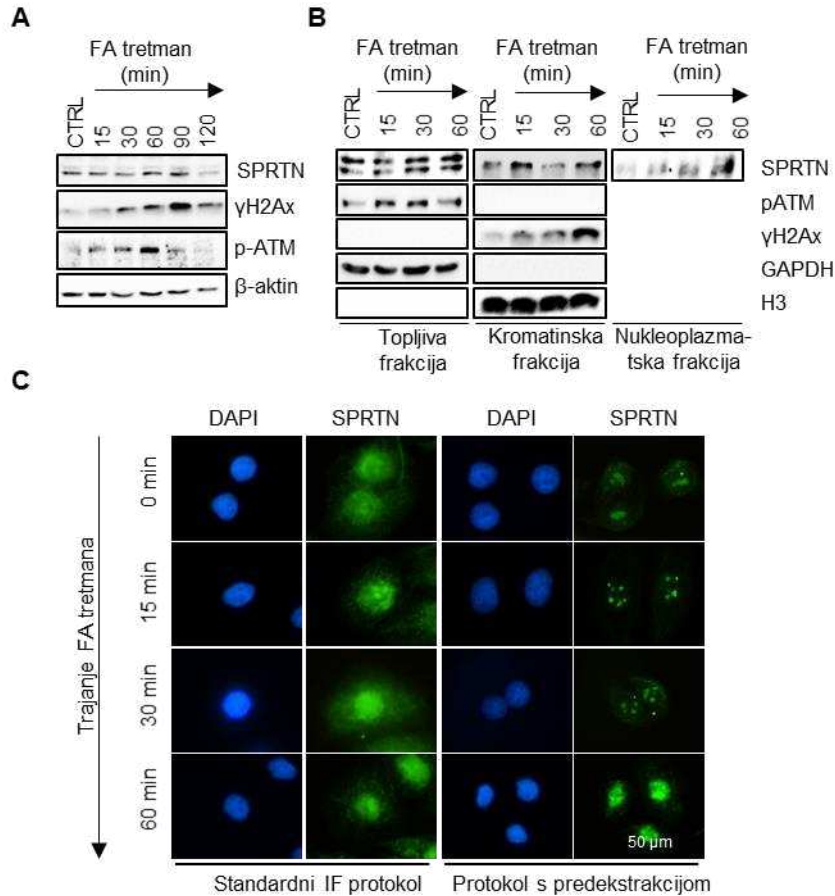 A
FA tretman
(min)
CTRL
15
30
60
90
120
SPRTN
γH2Ax
p-ATM
β-aktin
B
FA tretman
(min)
FA tretman
(min)
FA tretman
(min)
CTRL
15
30
60
CTRL
15
30
60
CTRL
15
30
60
SPRTN
pATM
γH2Ax
GAPDH
H3
Topljiva
frakcija
Kromatinska
frakcija
Nukleoplazma-
tska frakcija
C
DAPI
SPRTN
DAPI
SPRTN
Trajanje FA tretmana
0 min
15 min
30 min
60 min
50 µm
Standardni IF protokol
Protokol s predekstrakcijom